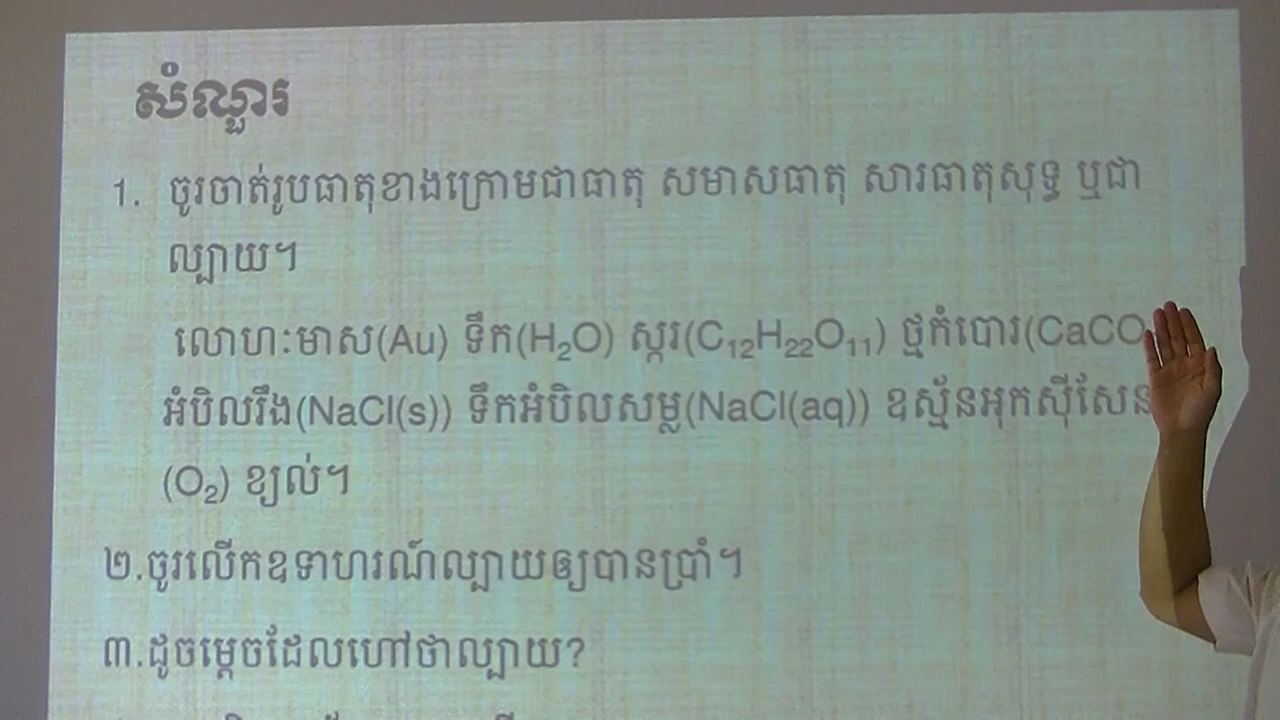 សំណួរ
1. ចូរចាត់រូបធាតុខាងក្រោមជាធាតុ សមាសធាតុ សារធាតុសុទ្ធ ឬជា
ល្បាយ។
លោហៈមាស(Au) ទឹក(H₂O) ស្ករ(C₁₂H₂₂O₁₁) ថ្មកំបោរ(CaCO
អំបិលរឹង(NaCl(s)) ទឹកអំបិលសម្ល(NaCl(aq)) ឧស្ម័នអុកស៊ីសែន
(O₂) ខ្យល់។
២.ចូរលើកឧទាហរណ៍ល្បាយឲ្យបានប្រាំ។
៣.ដូចម្ដេចដែលហៅថាល្បាយ?